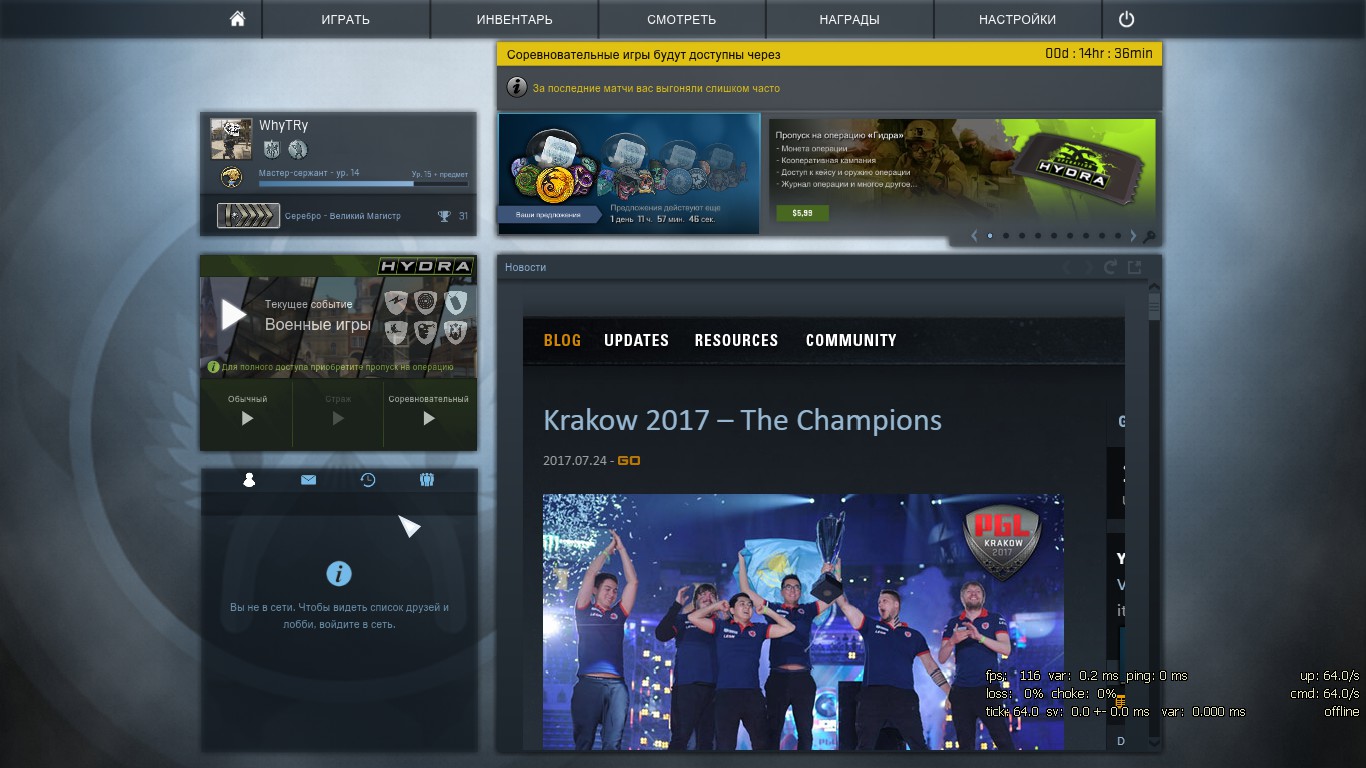 ИГРАТЬ
ИНВЕНТАРЬ
СМОТРЕТЬ
НАГРАДЫ
НАСТРОЙКИ
Соревновательные игры будут доступны через
00d : 14hr : 36min
За последние матчи вас выгоняли слишком часто
WhyTRy
Мастер-сержант - ур. 14
Ур. 15 + предмет
Серебро - Великий Магистр
31
Ваши предложения
Предложения действуют еще
1 день 11 ч. 57 мин. 46 сек.
Пропуск на операцию «Гидра»
- Монета операции
- Кооперативная кампания
- Доступ к кейсу и оружию операции
- Журнал операции и многое другое...
$5,99
OPERATION
HYDRA
HYDRA
Текущее событие
Военные игры
Для полного доступа приобретите пропуск на операцию
Обычный
Страж
Соревновательный
Вы не в сети. Чтобы видеть список друзей и
лобби, войдите в сеть.
Новости
BLOG
UPDATES
RESOURCES
COMMUNITY
Krakow 2017 – The Champions
2017.07.24 - GO
PGL
KRAKOW
2017
fps: 116 var: 0.2 ms ping: 0 ms
up: 64.0/s
loss: 0% choke: 0%
cmd: 64.0/s
tick: 64.0 sv: 0.0 +- 0.0 ms var: 0.000 ms
offline